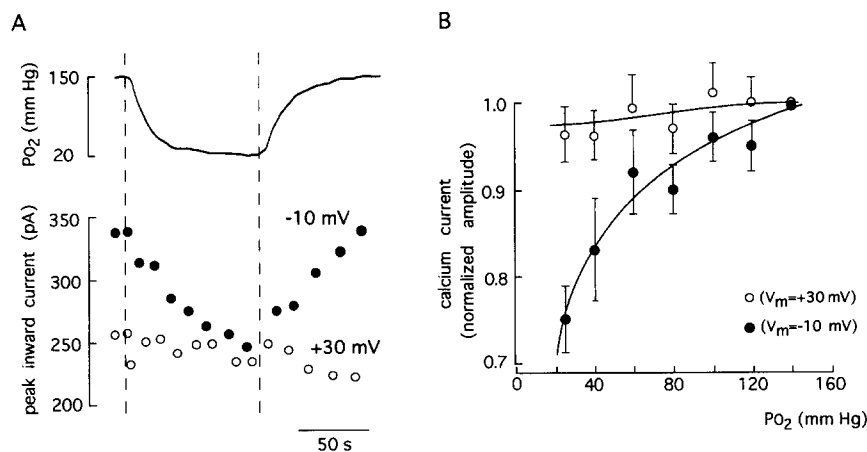 A
PO₂ (mm Hg)
150
20
peak inward current (pA)
350
300
250
200
-10 mV
+30 mV
50 s
B
calcium current
(normalized amplitude)
1.0
0.9
0.8
0.7
(Vm=+30 mV)
(Vm=-10 mV)
0 40 80 120 160
PO₂ (mm Hg)